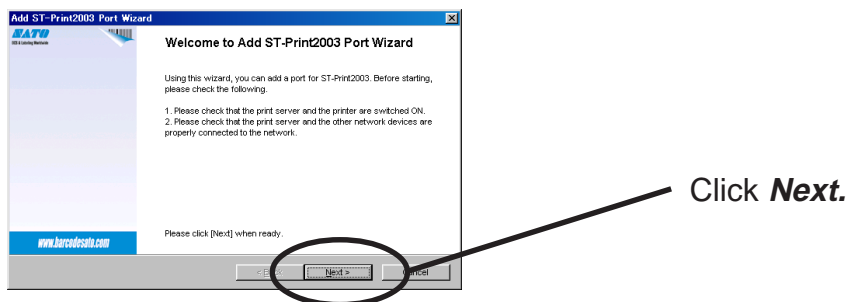 Add ST-Print2003 Port Wizard
SATO
Welcome to Add ST-Print2003 Port Wizard
Using this wizard, you can add a port for ST-Print2003. Before starting,
please check the following.
1. Please check that the print server and the printer are switched ON.
2. Please check that the print server and the other network devices are
properly connected to the network.
Click Next.
Please click [Next] when ready.
www.barcodesato.com
Next >